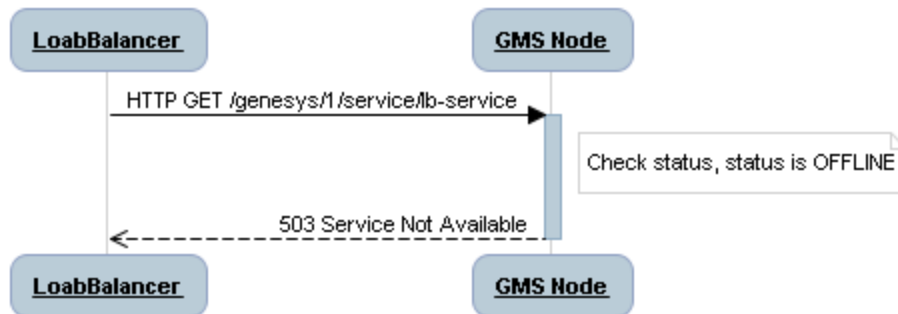 LoabBalancer
GMS Node
HTTP GET /genesys/1/service/lb-service
Check status, status is OFFLINE
503 Service Not Available
LoabBalancer
GMS Node